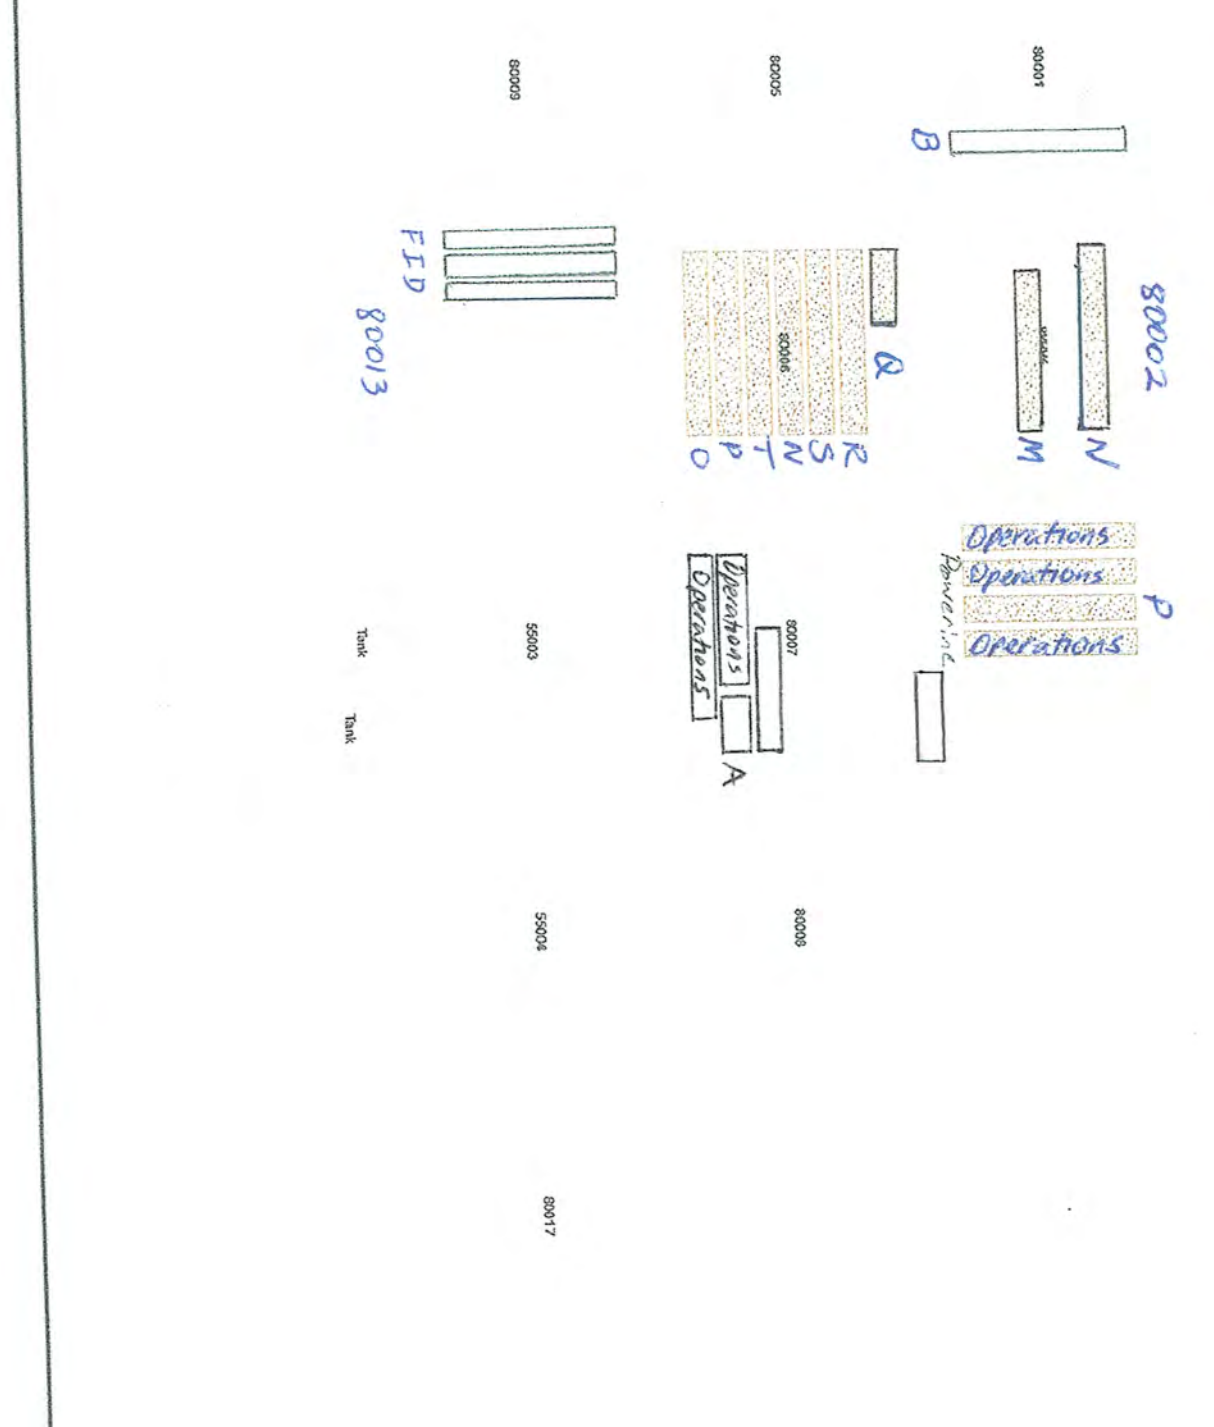 80001
80005
80009
B
80002
N
M
Q
80006
R
S
N
T
P
O
FID
80013
Operations
Operations
Operations
P
Powerine
80007
Operations
Operations
A
55003
Tank
Tank
80008
55004
80017